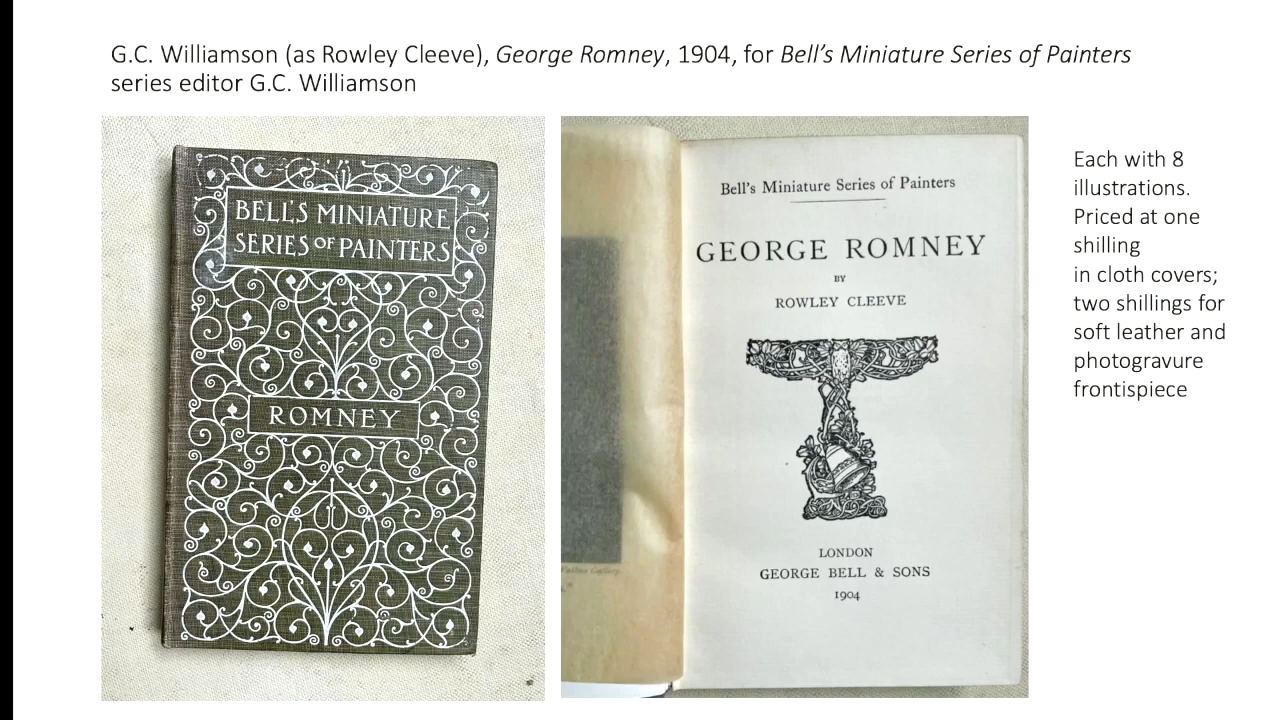 G.C. Williamson (as Rowley Cleeve), George Romney, 1904, for Bell’s Miniature Series of Painters
series editor G.C. Williamson
BELL'S MINIATURE
SERIES OF PAINTERS
ROMNEY
Bell's Miniature Series of Painters
GEORGE ROMNEY
BY
ROWLEY CLEEVE
LONDON
GEORGE BELL & SONS
1904
Each with 8
illustrations.
Priced at one
shilling
in cloth covers;
two shillings for
soft leather and
photogravure
frontispiece